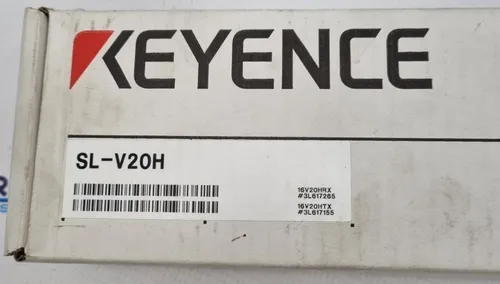 KEYENCE
SL-V20H
16V20HRX
#3L617265
16V20HTX
#3L617155
R